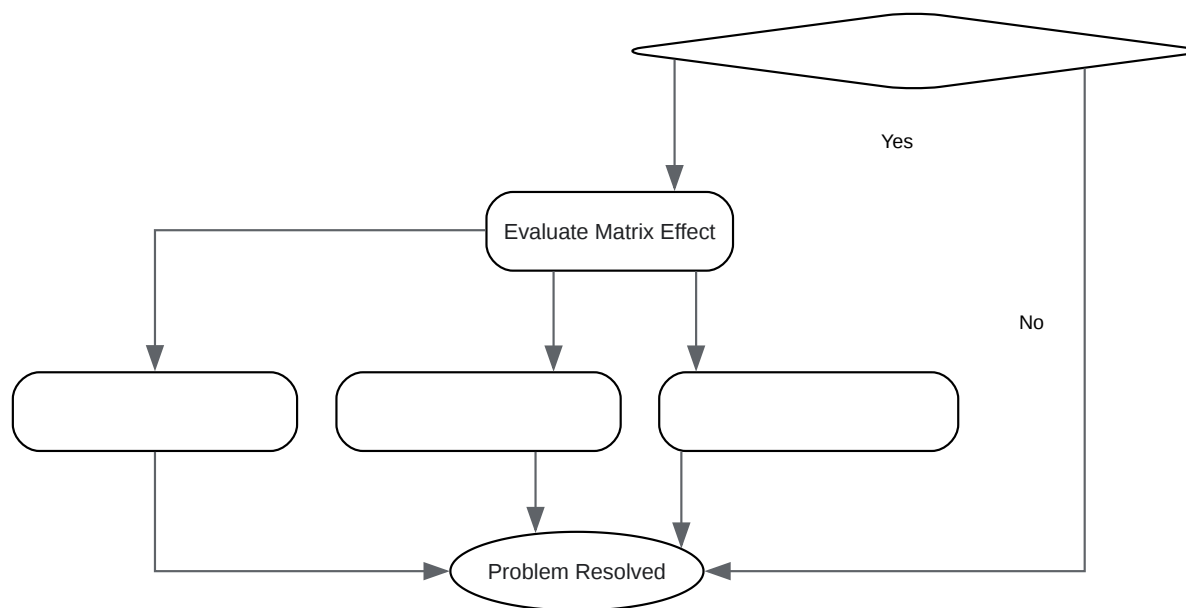 Yes
Evaluate Matrix Effect
No
Problem Resolved